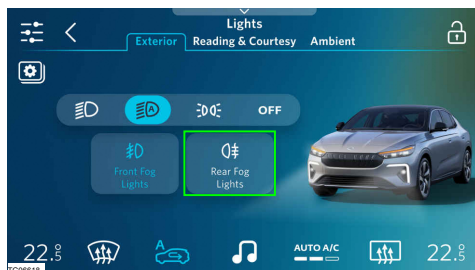 Lights
Exterior
Reading & Courtesy
Ambient
A
OFF
Front Fog
Lights
Rear Fog
Lights
22.5°
A
AUTO A/C
22.5°